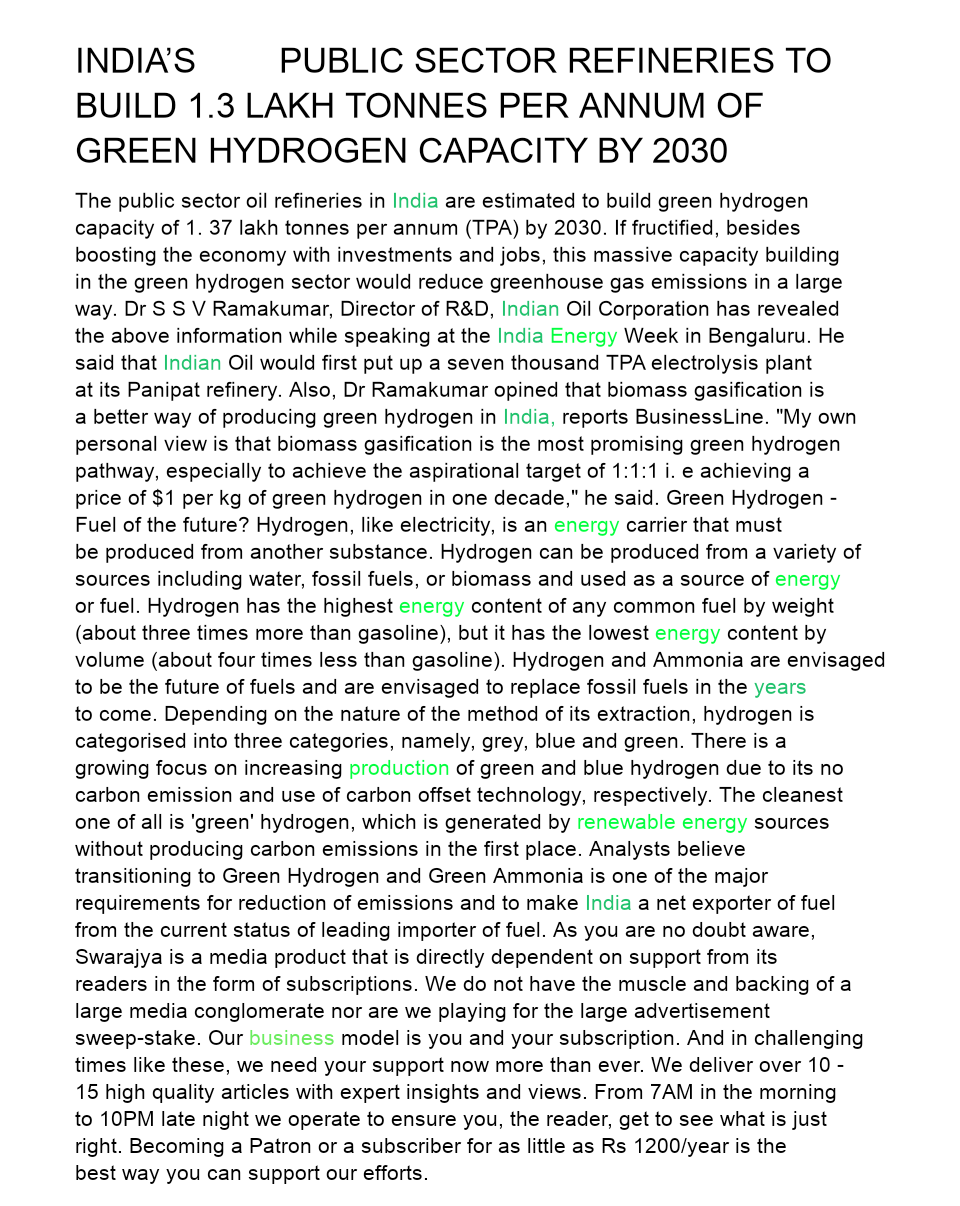 INDIA’S PUBLIC SECTOR REFINERIES TO
BUILD 1.3 LAKH TONNES PER ANNUM OF
GREEN HYDROGEN CAPACITY BY 2030
The public sector oil refineries in India are estimated to build green hydrogen
capacity of 1. 37 lakh tonnes per annum (TPA) by 2030. If fructified, besides
boosting the economy with investments and jobs, this massive capacity building
in the green hydrogen sector would reduce greenhouse gas emissions in a large
way. Dr S S V Ramakumar, Director of R&D, Indian Oil Corporation has revealed
the above information while speaking at the India Energy Week in Bengaluru. He
said that Indian Oil would first put up a seven thousand TPA electrolysis plant
at its Panipat refinery. Also, Dr Ramakumar opined that biomass gasification is
a better way of producing green hydrogen in India, reports BusinessLine. "My own
personal view is that biomass gasification is the most promising green hydrogen
pathway, especially to achieve the aspirational target of 1:1:1 i. e achieving a
price of $1 per kg of green hydrogen in one decade," he said. Green Hydrogen -
Fuel of the future? Hydrogen, like electricity, is an energy carrier that must
be produced from another substance. Hydrogen can be produced from a variety of
sources including water, fossil fuels, or biomass and used as a source of energy
or fuel. Hydrogen has the highest energy content of any common fuel by weight
(about three times more than gasoline), but it has the lowest energy content by
volume (about four times less than gasoline). Hydrogen and Ammonia are envisaged
to be the future of fuels and are envisaged to replace fossil fuels in the years
to come. Depending on the nature of the method of its extraction, hydrogen is
categorised into three categories, namely, grey, blue and green. There is a
growing focus on increasing production of green and blue hydrogen due to its no
carbon emission and use of carbon offset technology, respectively. The cleanest
one of all is 'green' hydrogen, which is generated by renewable energy sources
without producing carbon emissions in the first place. Analysts believe
transitioning to Green Hydrogen and Green Ammonia is one of the major
requirements for reduction of emissions and to make India a net exporter of fuel
from the current status of leading importer of fuel. As you are no doubt aware,
Swarajya is a media product that is directly dependent on support from its
readers in the form of subscriptions. We do not have the muscle and backing of a
large media conglomerate nor are we playing for the large advertisement
sweep-stake. Our business model is you and your subscription. And in challenging
times like these, we need your support now more than ever. We deliver over 10 -
15 high quality articles with expert insights and views. From 7AM in the morning
to 10PM late night we operate to ensure you, the reader, get to see what is just
right. Becoming a Patron or a subscriber for as little as Rs 1200/year is the
best way you can support our efforts.